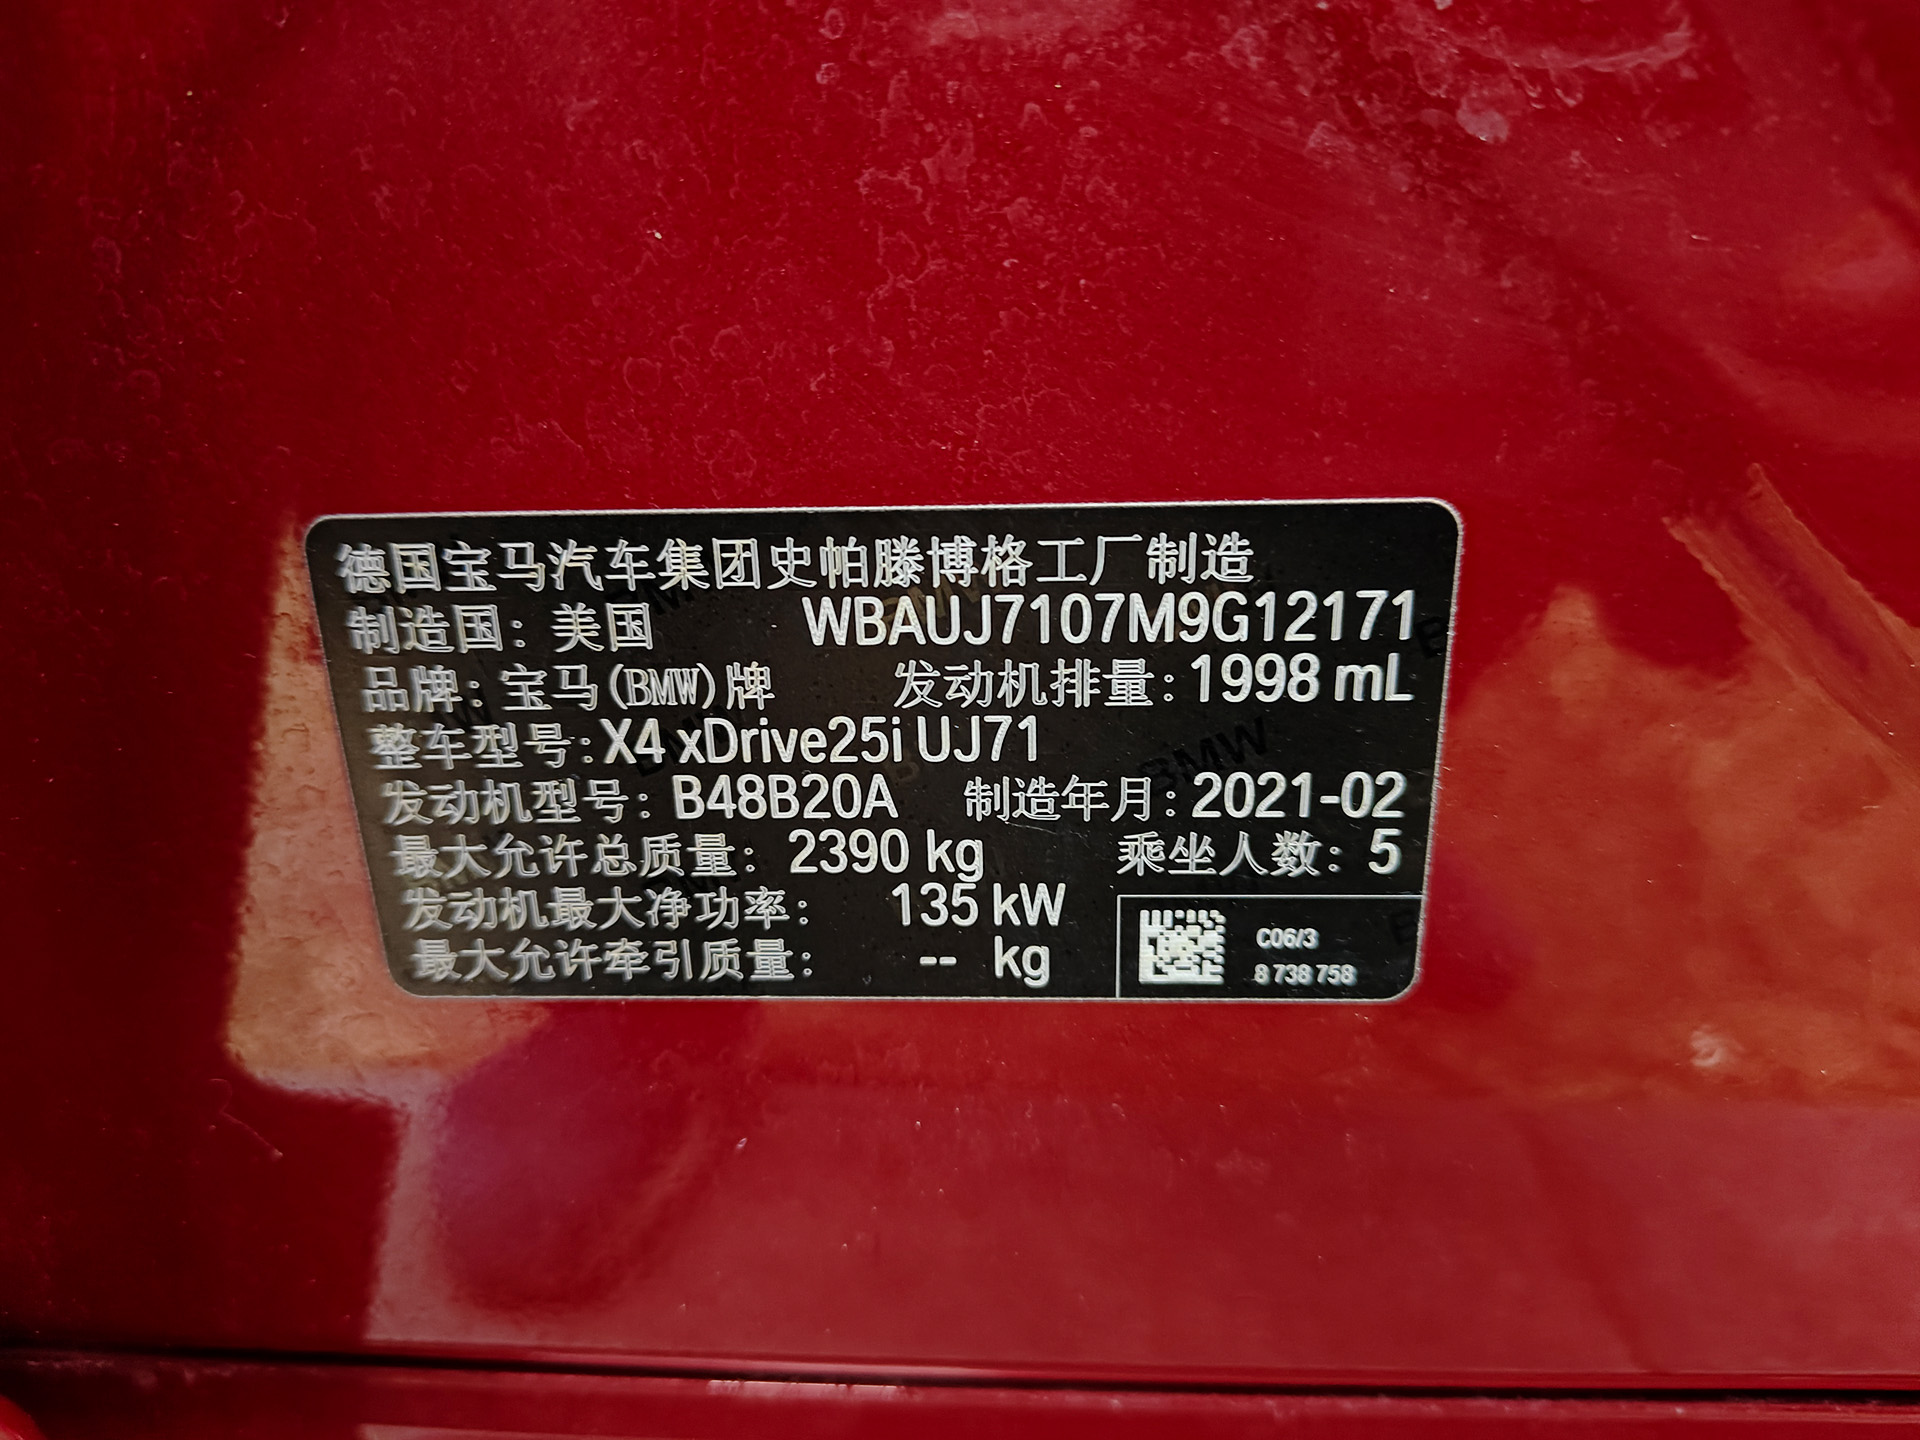 德国宝马汽车集团史帕滕博格工厂制造
制造国：美国 WBAUJ7107M9G12171
品牌：宝马(BMW)牌 发动机排量：1998 mL
整车型号：X4 xDrive25i UJ71
发动机型号：B48B20A 制造年月：2021-02
最大允许总质量：2390 kg 乘坐人数：5
发动机最大净功率：135 kW
最大允许牵引质量：-- kg
C06/3
8 738 758